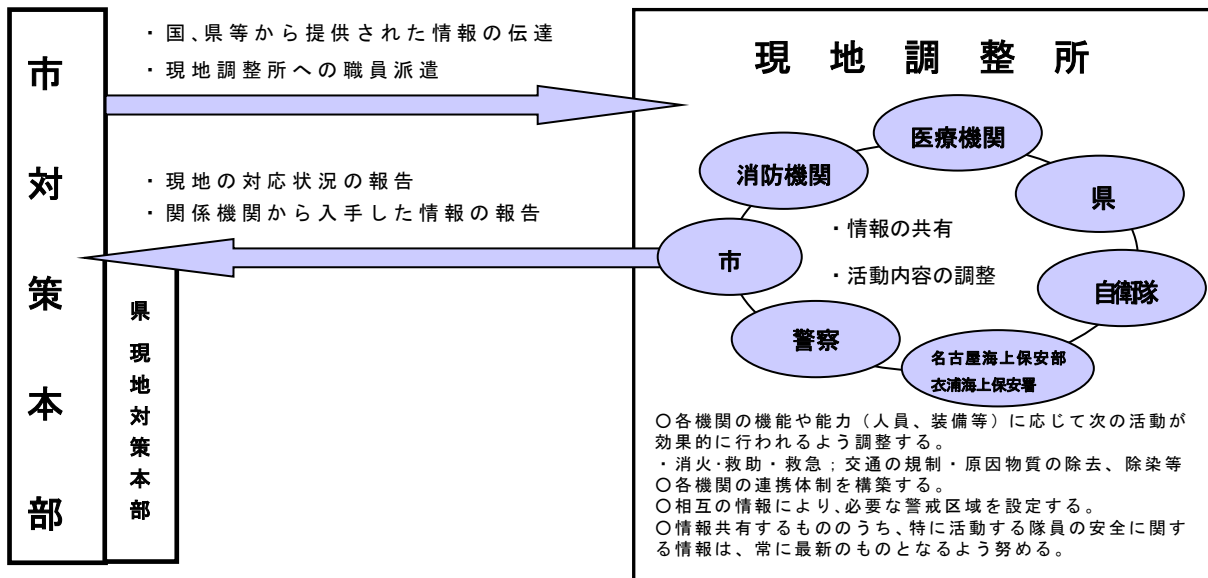 市対策本部
県現地対策本部
・国、県等から提供された情報の伝達
・現地調整所への職員派遣
・現地の対応状況の報告
・関係機関から入手した情報の報告
現地調整所
医療機関
消防機関
県
・情報の共有
市
・活動内容の調整
自衛隊
警察
名古屋海上保安部
衣浦海上保安署
〇各機関の機能や能力（人員、装備等）に応じて次の活動が
効果的に行われるよう調整する。
・消火・救助・救急；交通の規制・原因物質の除去、除染等
〇各機関の連携体制を構築する。
〇相互の情報により、必要な警戒区域を設定する。
〇情報共有するもののうち、特に活動する隊員の安全に関す
る情報は、常に最新のものとなるよう努める。